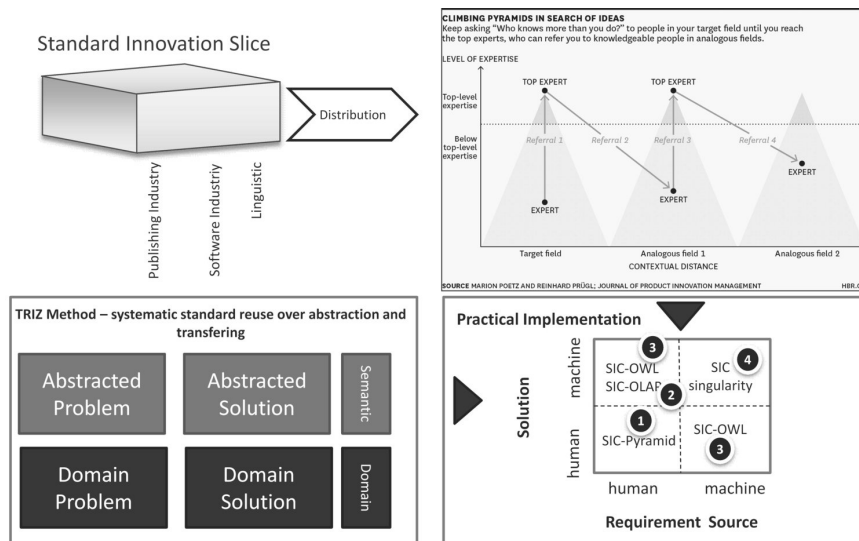 Standard Innovation Slice
Distribution
Publishing Industry
Software Industriy
Linguistic
CLIMBING PYRAMIDS IN SEARCH OF IDEAS
Keep asking "Who knows more than you do?" to people in your target field until you reach
the top experts, who can refer you to knowledgeable people in analogous fields.
LEVEL OF EXPERTISE
TOP EXPERT
TOP EXPERT
Top-level
expertise
Below
top-level
expertise
Referral 1
Referral 2
Referral 3
Referral 4
EXPERT
EXPERT
EXPERT
Target field
Analogous field 1
Analogous field 2
CONTEXTUAL DISTANCE
SOURCE MARION POETZ AND REINHARD PRÜGL; JOURNAL OF PRODUCT INNOVATION MANAGEMENT
TRIZ Method – systematic standard reuse over abstraction and
transfering
Abstracted
Problem
Abstracted
Solution
Semantic
Domain
Problem
Domain
Solution
Domain
Practical Implementation
Solution
machine
human
3
SIC-OWL
SIC-OLAP
2
4
SIC
singularity
1
SIC-Pyramid
SIC-OWL
3
human
machine
Requirement Source